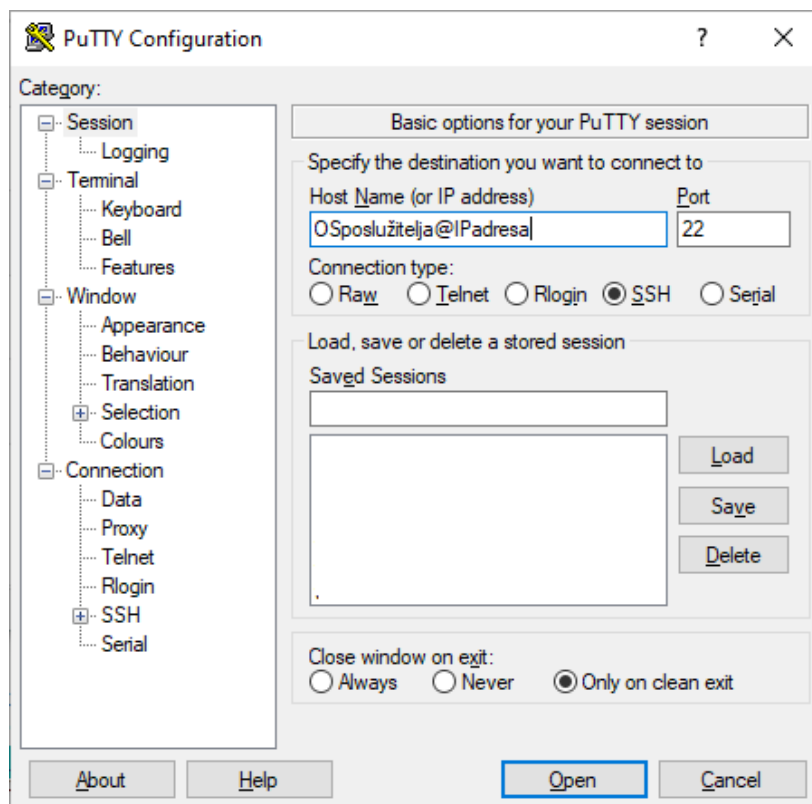 PuTTY Configuration ? ×
Category:
Session
Logging
Terminal
Keyboard
Bell
Features
Window
Appearance
Behaviour
Translation
Selection
Colours
Connection
Data
Proxy
Telnet
Rlogin
SSH
Serial
Basic options for your PuTTY session
Specify the destination you want to connect to
Host Name (or IP address) Port
OSposlužitelja@IPadresa 22
Connection type:
Raw Telnet Rlogin SSH Serial
Load, save or delete a stored session
Saved Sessions
Load
Save
Delete
Close window on exit:
Always Never Only on clean exit
About Help Open Cancel